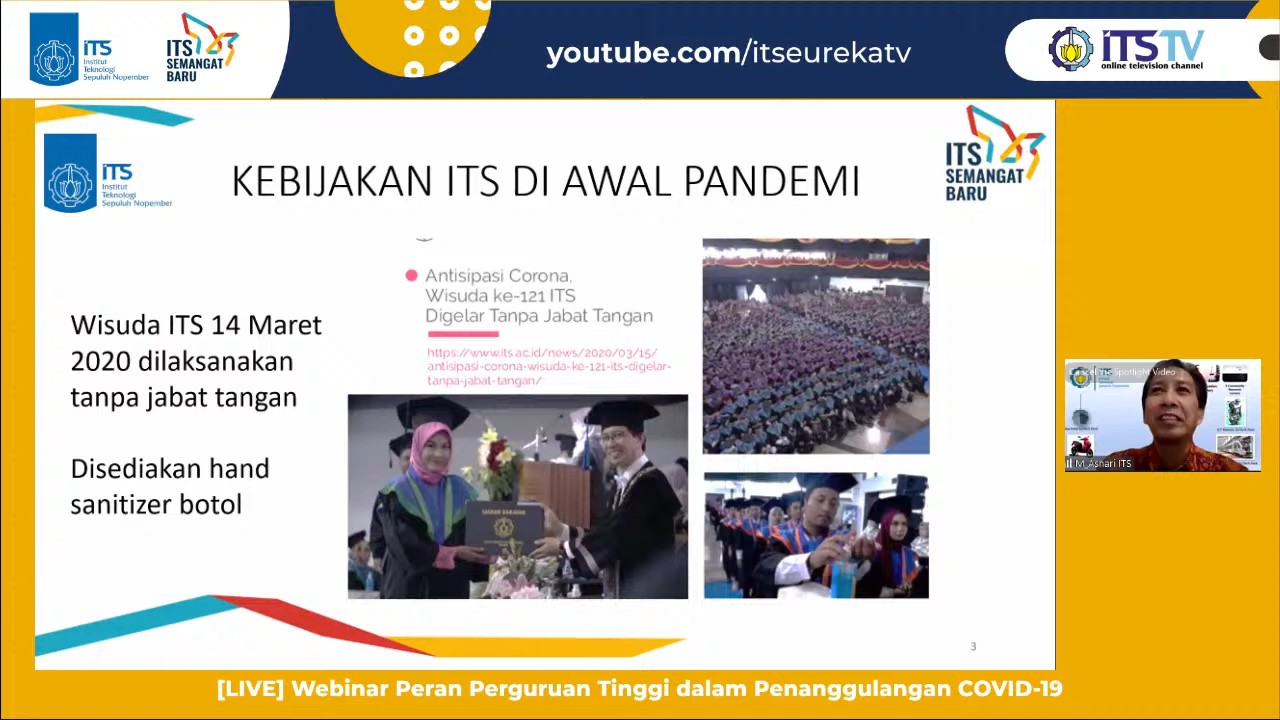 iTS
Institut
Teknologi
Sepuluh Nopember
ITS
SEMANGAT
BARU
youtube.com/itseurekatv
iTSTV
online television channel
iTS
Institut
Teknologi
Sepuluh Nopember
KEBIJAKAN ITS DI AWAL PANDEMI
ITS
SEMANGAT
BARU
Antisipasi Corona,
Wisuda ke-121 ITS
Digelar Tanpa Jabat Tangan
https://www.its.ac.id/news/2020/03/15/
antisipasi-corona-wisuda-ke-121-its-digelar-
tanpa-jabat-tangan/
Wisuda ITS 14 Maret
2020 dilaksanakan
tanpa jabat tangan
Disediakan hand
sanitizer botol
Spotlight Video
M. Ashari ITS
3
[LIVE] Webinar Peran Perguruan Tinggi dalam Penanggulangan COVID-19